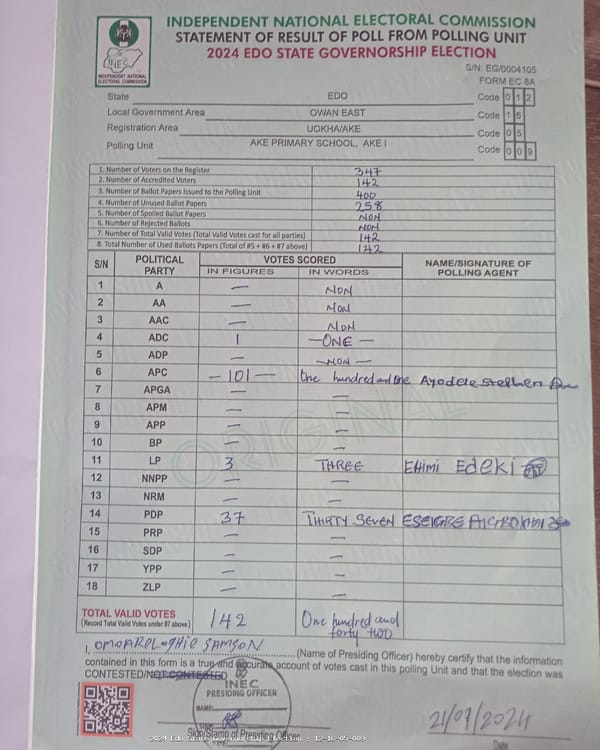 INDEPENDENT NATIONAL ELECTORAL COMMISSION
STATEMENT OF RESULT OF POLL FROM POLLING UNIT
2024 EDO STATE GOVERNORSHIP ELECTION
INEC
INDEPENDENT NATIONAL ELECTORAL COMMISSION
S/N: EG/0004105
FORM EC 8A
State EDO Code 0 1 2
Local Government Area OWAN EAST Code 1 6
Registration Area UOKHA/AKE Code 0 5
Polling Unit AKE PRIMARY SCHOOL, AKE I Code 0 0 9
1. Number of Voters on the Register 347
2. Number of Accredited Voters 142
3. Number of Ballot Papers Issued to the Polling Unit 400
4. Number of Unused Ballot Papers 258
5. Number of Spoiled Ballot Papers NON
6. Number of Rejected Ballots NON
7. Number of Total Valid Votes (Total Valid Votes cast for all parties) 142
8. Total Number of Used Ballots Papers (Total of #5 + #6 + #7 above) 142
S/N POLITICAL PARTY VOTES SCORED NAME/SIGNATURE OF POLLING AGENT
IN FIGURES IN WORDS
1 A — NON
2 AA — Non
3 AAC — NON
4 ADC 1 —ONE—
5 ADP — —NON—
6 APC —101— One hundred and One Ayodele Stephen
7 APGA — —
8 APM — —
9 APP — —
10 BP — —
11 LP 3 THREE Ehimi Edeki
12 NNPP — —
13 NRM — —
14 PDP 37 THIRTY SEVEN
15 PRP — —
16 SDP — —
17 YPP — —
18 ZLP — —
TOTAL VALID VOTES 142 One hundred and
(Record Total Valid Votes under #7 above) forty two
I, OMOARELOGHIE SAMSON (Name of Presiding Officer) hereby certify that the information
contained in this form is a true and accurate account of votes cast in this polling Unit and that the election was
CONTESTED/NOT CONTESTED
INEC
PRESIDING OFFICER
NAME:
Sign/Stamp of Presiding Officer
21/09/2024
Date
2024 Edo State Governorship Election : 12-16-05-009
ORIGINAL